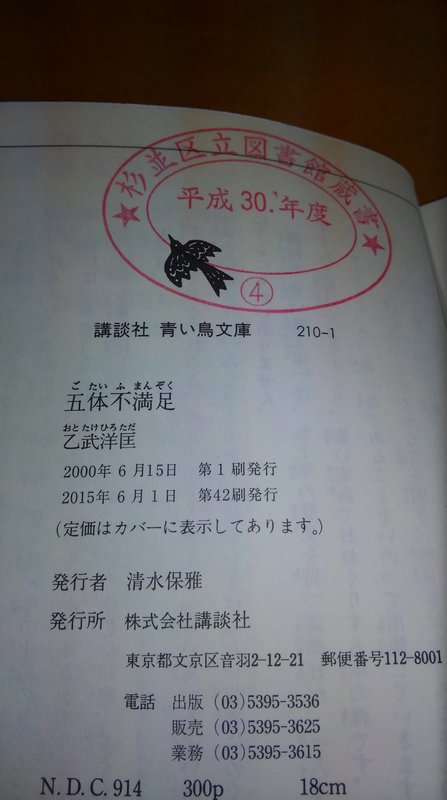 杉並区立図書館蔵書
平成30.年度
④
講談社 青い鳥文庫 210-1
ご たい ふ まんぞく
五体不満足
おとたけひろただ
乙武洋匡
2000年6月15日 第1刷発行
2015年6月1日 第42刷発行
(定価はカバーに表示してあります。)
発行者 清水保雅
発行所 株式会社講談社
東京都文京区音羽2-12-21 郵便番号112-8001
電話 出版 (03)5395-3536
販売 (03)5395-3625
業務 (03)5395-3615
N.D.C.914 300p 18cm